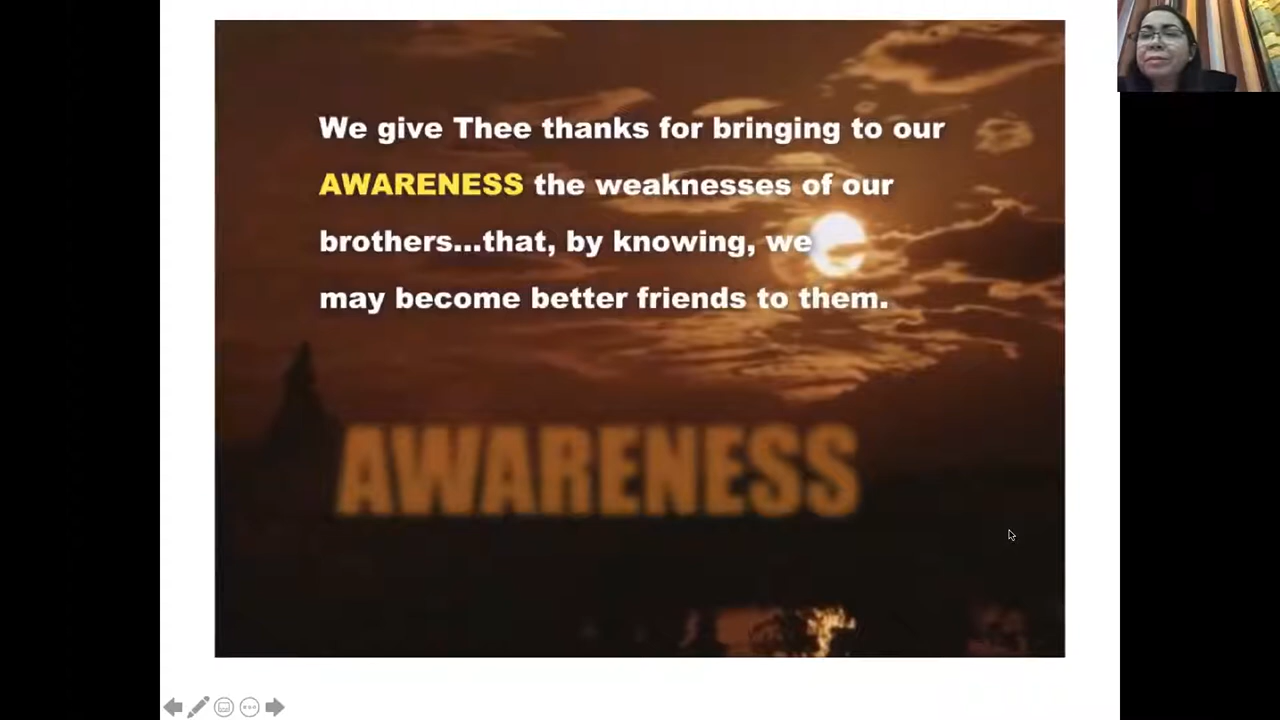 We give Thee thanks for bringing to our
AWARENESS the weaknesses of our
brothers...that, by knowing, we
may become better friends to them.
AWARENESS